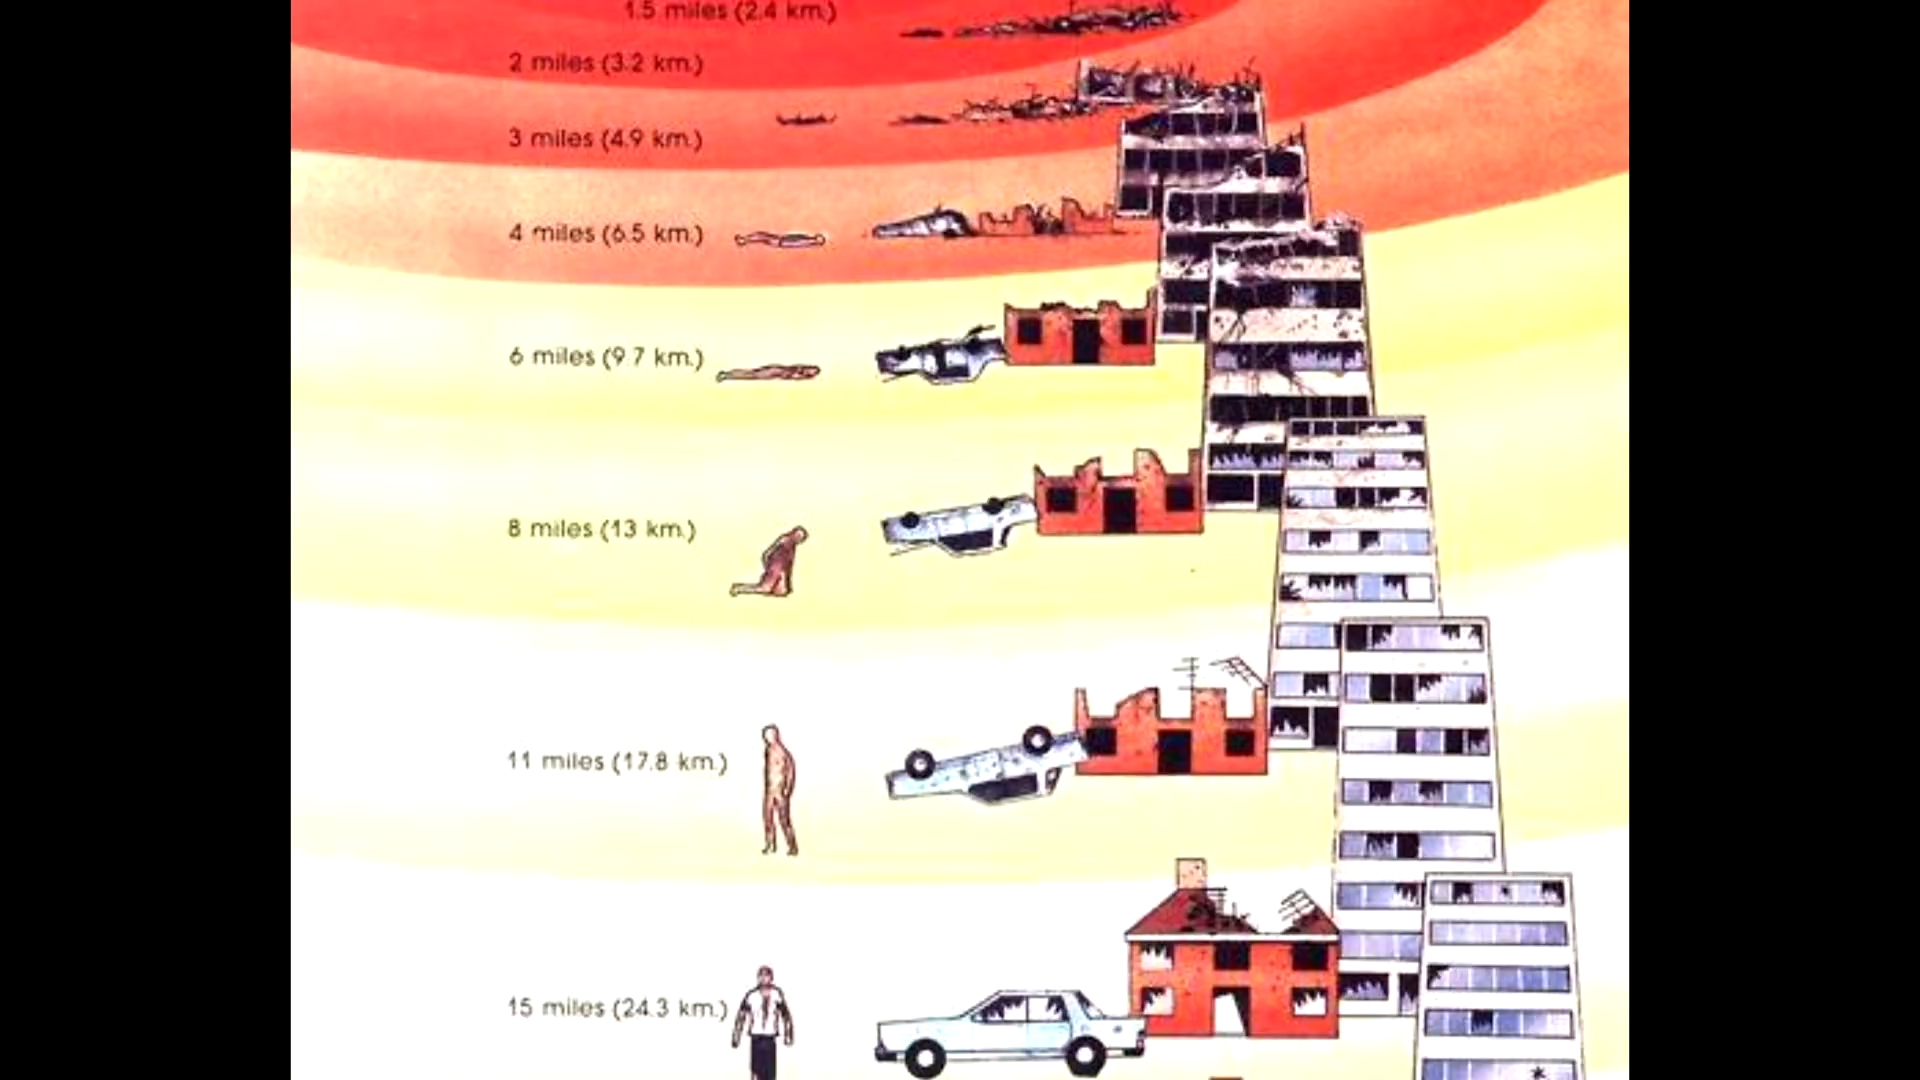 1.5 miles (2.4 km.)
2 miles (3.2 km.)
3 miles (4.9 km.)
4 miles (6.5 km.)
6 miles (9 7 km.)
8 miles (13 km.)
11 miles (17.8 km.)
15 miles (24.3 km.)